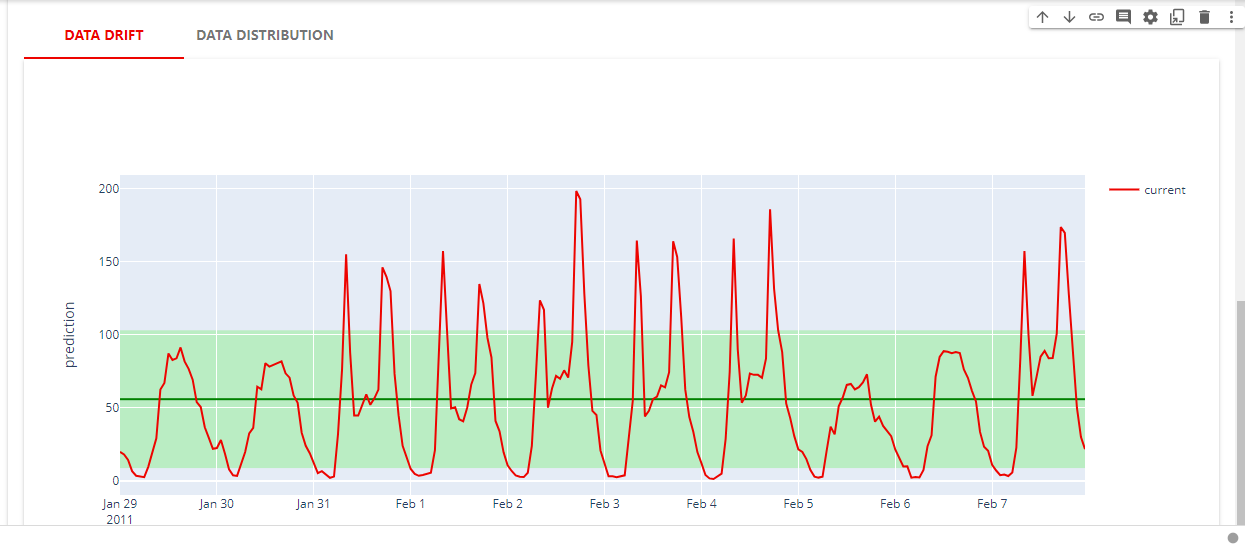 DATA DRIFT
DATA DISTRIBUTION
200
150
100
50
0
prediction
current
Jan 29
2011
Jan 30
Jan 31
Feb 1
Feb 2
Feb 3
Feb 4
Feb 5
Feb 6
Feb 7